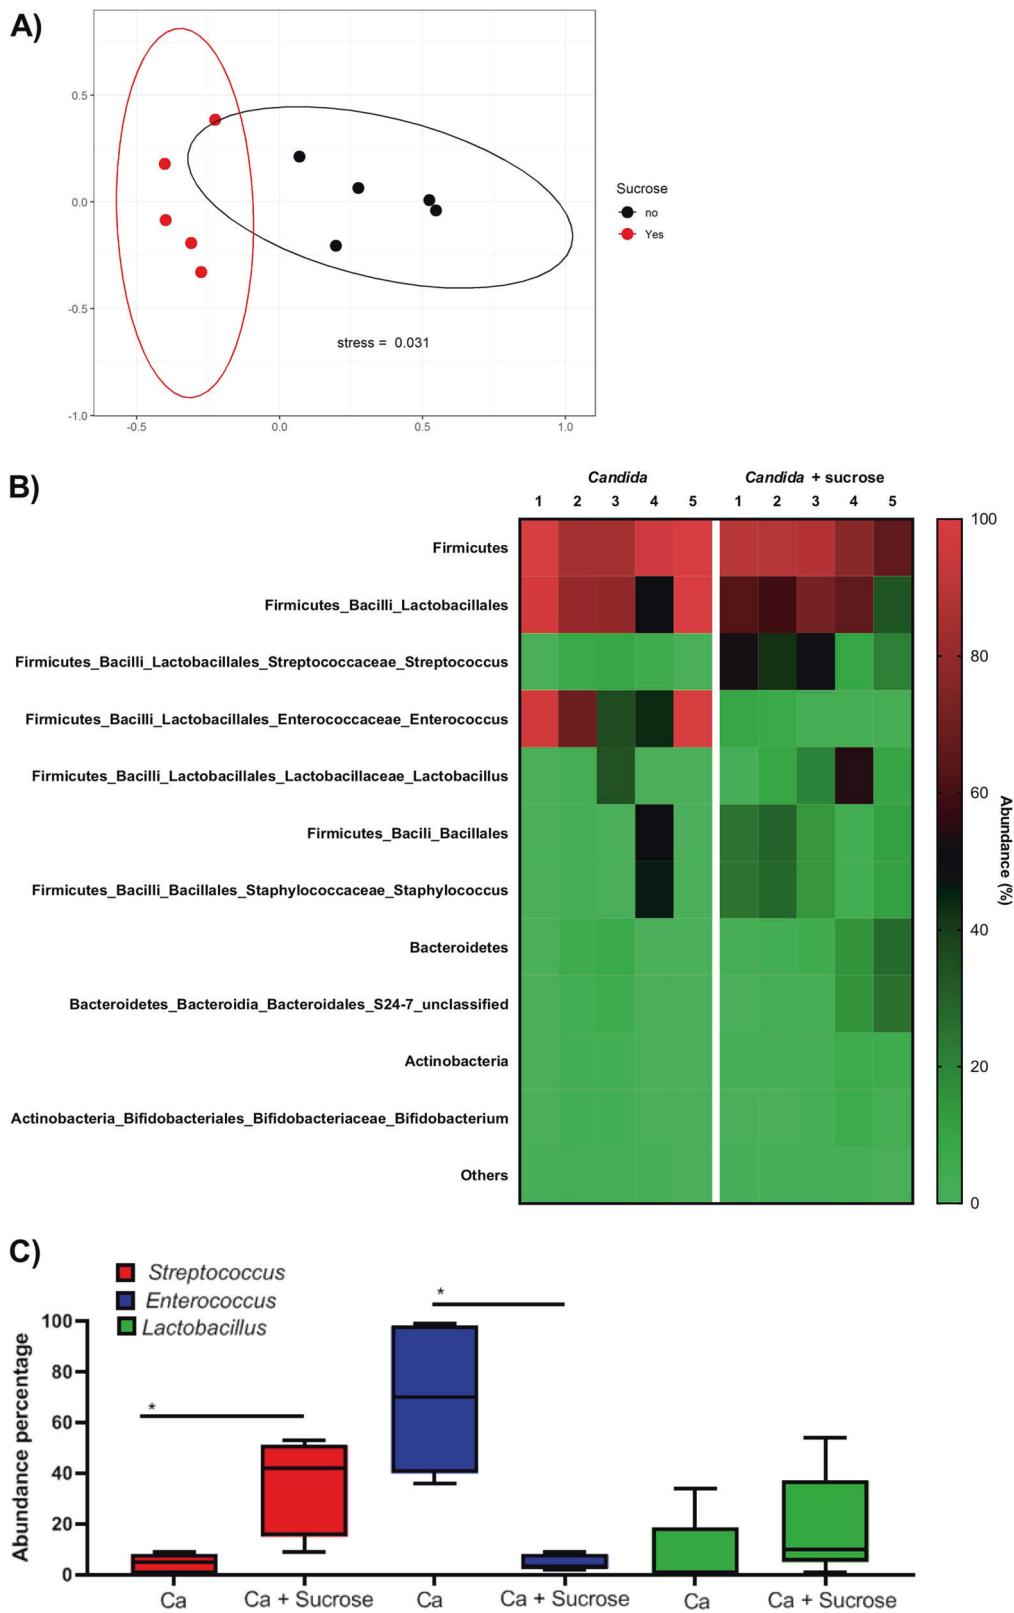 A)
0.5
0.0
-0.5
-1.0
-0.5
0.0
0.5
1.0
stress = 0.031
Sucrose
no
Yes
B)
Candida
Candida + sucrose
1 2 3 4 5 1 2 3 4 5
Firmicutes
Firmicutes_Bacilli_Lactobacillales
Firmicutes_Bacilli_Lactobacillales_Streptococcaceae_Streptococcus
Firmicutes_Bacilli_Lactobacillales_Enterococcaceae_Enterococcus
Firmicutes_Bacilli_Lactobacillales_Lactobacillaceae_Lactobacillus
Firmicutes_Bacili_Bacillales
Firmicutes_Bacilli_Bacillales_Staphylococcaceae_Staphylococcus
Bacteroidetes
Bacteroidetes_Bacteroidia_Bacteroidales_S24-7_unclassified
Actinobacteria
Actinobacteria_Bifidobacteriales_Bifidobacteriaceae_Bifidobacterium
Others
100
80
60
40
20
0
Abundance (%)
C)
Streptococcus
Enterococcus
Lactobacillus
Abundance percentage
100
80
60
40
20
0
*
*
Ca
Ca + Sucrose
Ca
Ca + Sucrose
Ca
Ca + Sucrose